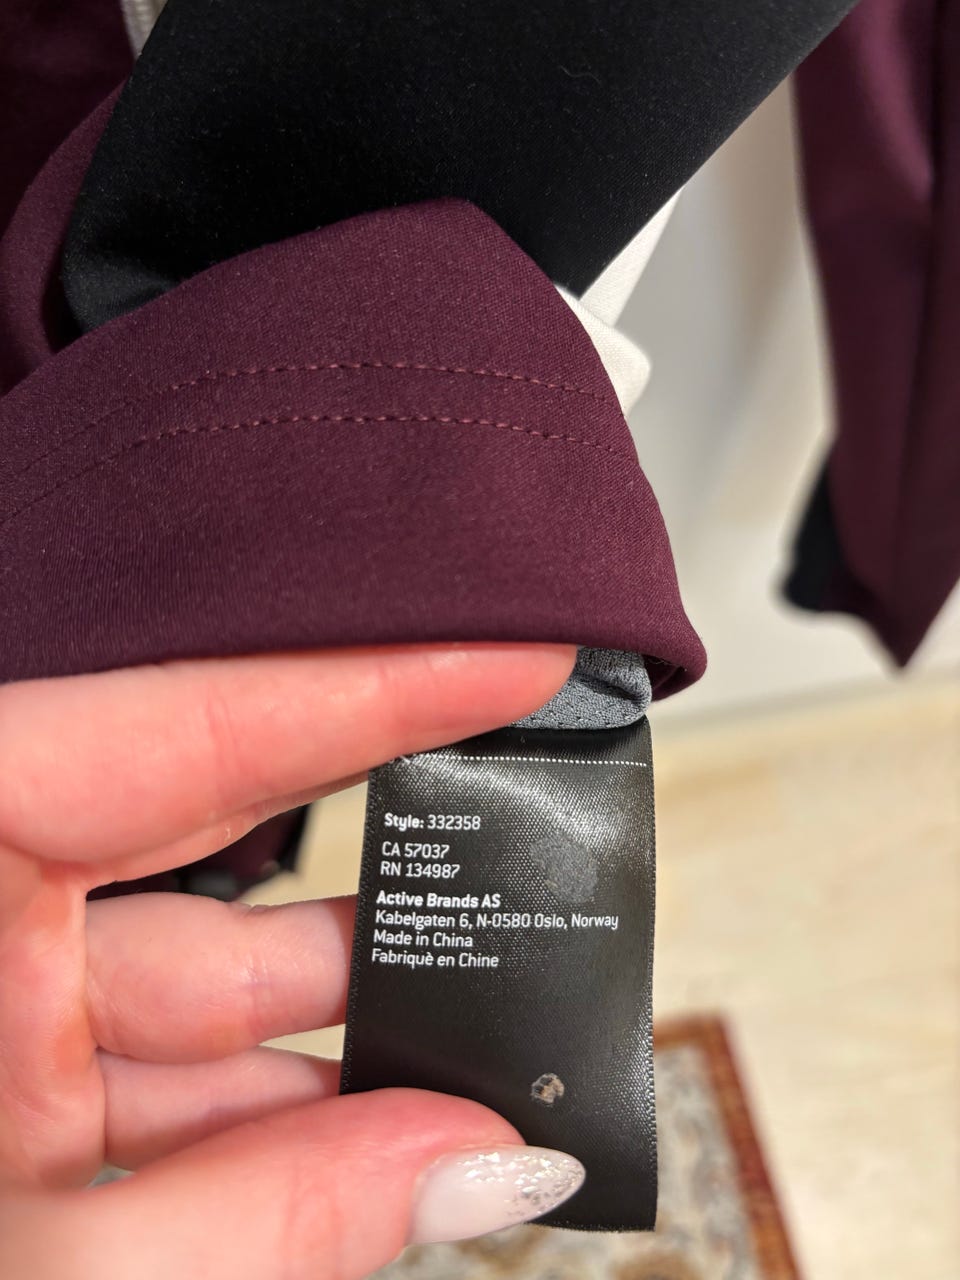 Style: 332358
CA 57037
RN 134987
Active Brands AS
Kabelgaten 6, N-0580 Oslo, Norway
Made in China
Fabriquè en Chine